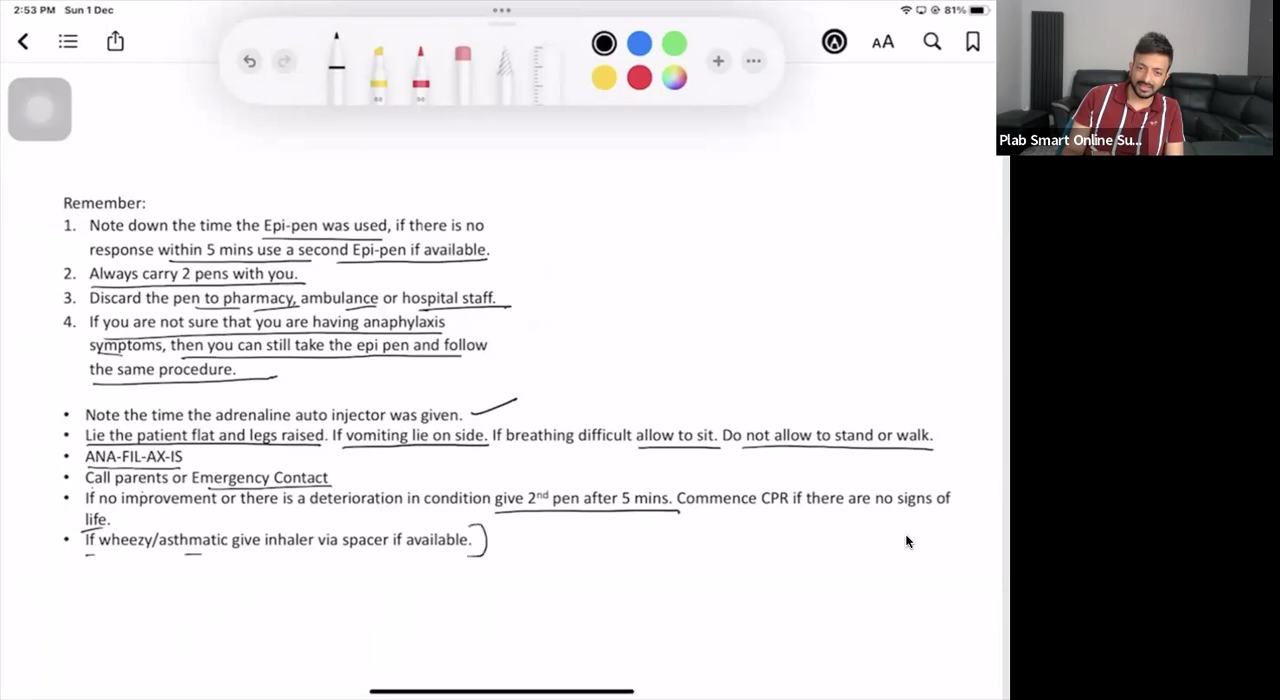 2:53 PM Sun 1 Dec
81%
AA
Plab Smart Online Su...
Remember:
1. Note down the time the Epi-pen was used, if there is no
response within 5 mins use a second Epi-pen if available.
2. Always carry 2 pens with you.
3. Discard the pen to pharmacy, ambulance or hospital staff.
4. If you are not sure that you are having anaphylaxis
symptoms, then you can still take the epi pen and follow
the same procedure.
• Note the time the adrenaline auto injector was given.
• Lie the patient flat and legs raised. If vomiting lie on side. If breathing difficult allow to sit. Do not allow to stand or walk.
• ANA-FIL-AX-IS
• Call parents or Emergency Contact
• If no improvement or there is a deterioration in condition give 2nd pen after 5 mins. Commence CPR if there are no signs of
life.
• If wheezy/asthmatic give inhaler via spacer if available.